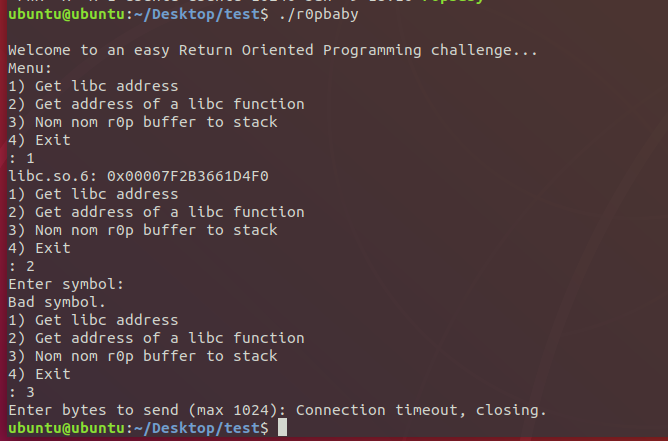 ubuntu@ubuntu:~/Desktop/test$ ./r0pbaby
Welcome to an easy Return Oriented Programming challenge...
Menu:
1) Get libc address
2) Get address of a libc function
3) Nom nom r0p buffer to stack
4) Exit
: 1
libc.so.6: 0x00007F2B3661D4F0
1) Get libc address
2) Get address of a libc function
3) Nom nom r0p buffer to stack
4) Exit
: 2
Enter symbol:
Bad symbol.
1) Get libc address
2) Get address of a libc function
3) Nom nom r0p buffer to stack
4) Exit
: 3
Enter bytes to send (max 1024): Connection timeout, closing.
ubuntu@ubuntu:~/Desktop/test$